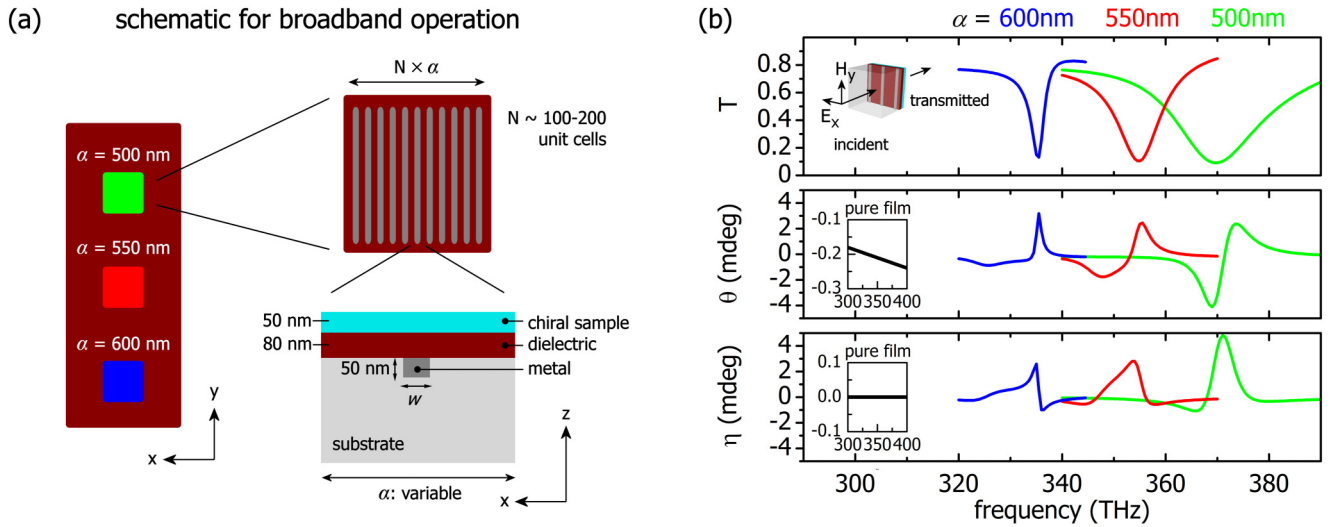 (a)
schematic for broadband operation
α = 500 nm
α = 550 nm
α = 600 nm
y
x
N × α
N ~ 100-200
unit cells
50 nm
chiral sample
80 nm
dielectric
50 nm
metal
w
substrate
z
x
α: variable
(b)
α = 600nm 550nm 500nm
0.8
0.6
0.4
0.2
0
T
H_y
E_x
transmitted
incident
4
2
0
-2
-4
θ (mdeg)
pure film
-0.1
-0.2
-0.3
300 350 400
4
2
0
-2
-4
η (mdeg)
pure film
0.1
0.0
-0.1
300 350 400
300 320 340 360 380
frequency (THz)